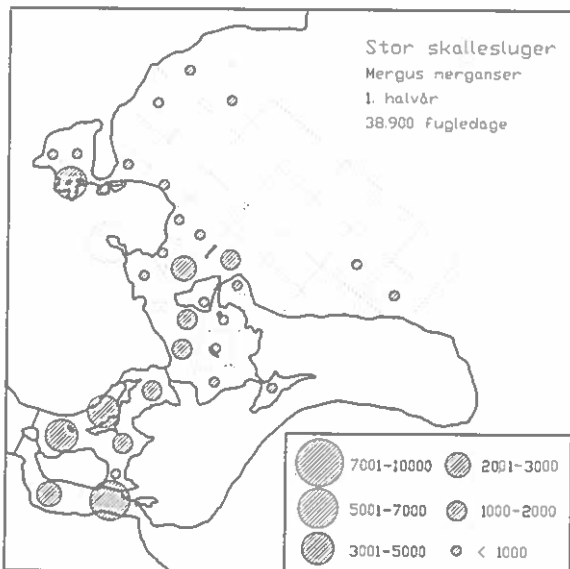 Stor skallesluger
Mergus merganser
1. halvår
38.900 fugledage
7001-10000
2001-3000
5001-7000
1000-2000
3001-5000
< 1000